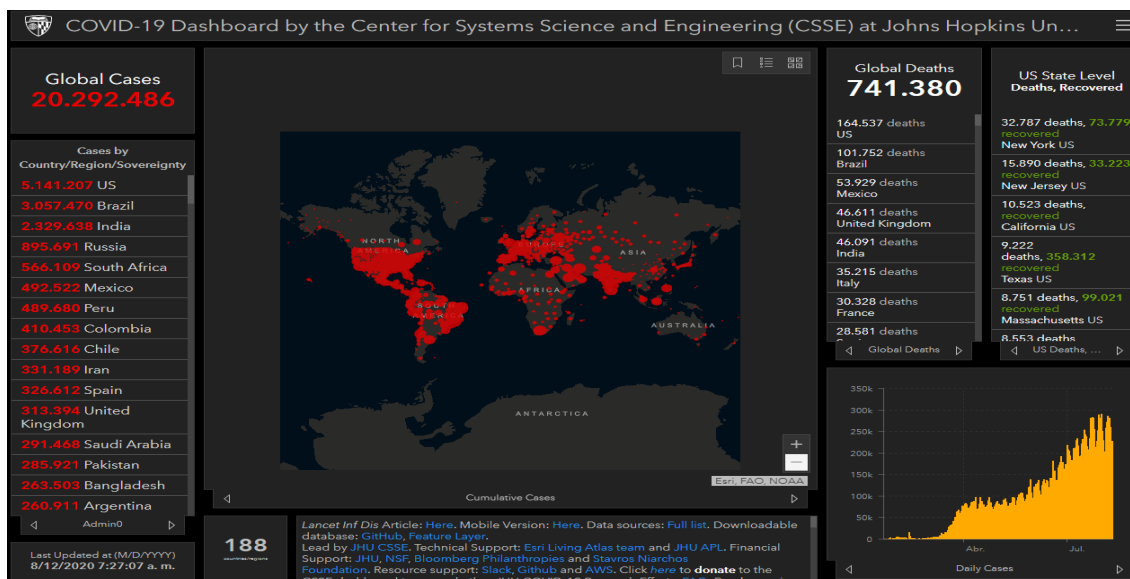 COVID-19 Dashboard by the Center for Systems Science and Engineering (CSSE) at Johns Hopkins Un...
Global Cases
20.292.486
Cases by
Country/Region/Sovereignty
5.141.207 US
3.057.470 Brazil
2.329.638 India
895.691 Russia
566.109 South Africa
492.522 Mexico
489.680 Peru
410.453 Colombia
376.616 Chile
331.189 Iran
326.612 Spain
313.394 United
Kingdom
291.468 Saudi Arabia
285.921 Pakistan
263.503 Bangladesh
260.911 Argentina
Admin0
Last Updated at (M/D/YYYY)
8/12/2020 7:27:07 a. m.
NORTH
AMERICA
SOUTH
AMERICA
EUROPE
AFRICA
ASIA
AUSTRALIA
ANTARCTICA
+
−
Esri, FAO, NOAA
Cumulative Cases
188
countries/regions
Lancet Inf Dis Article: Here. Mobile Version: Here. Data sources: Full list. Downloadable
database: GitHub, Feature Layer.
Lead by JHU CSSE. Technical Support: Esri Living Atlas team and JHU APL. Financial
Support: JHU, NSF, Bloomberg Philanthropies and Stavros Niarchos
Foundation. Resource support: Slack, Github and AWS. Click here to donate to the
Global Deaths
741.380
164.537 deaths
US
101.752 deaths
Brazil
53.929 deaths
Mexico
46.611 deaths
United Kingdom
46.091 deaths
India
35.215 deaths
Italy
30.328 deaths
France
28.581 deaths
Global Deaths
US State Level
Deaths, Recovered
32.787 deaths, 73.779
recovered
New York US
15.890 deaths, 33.223
recovered
New Jersey US
10.523 deaths,
recovered
California US
9.222
deaths, 358.312
recovered
Texas US
8.751 deaths, 99.021
recovered
Massachusetts US
8.553 deaths
US Deaths, ...
350k
300k
250k
200k
150k
100k
50k
0
Abr.
Jul.
Daily Cases